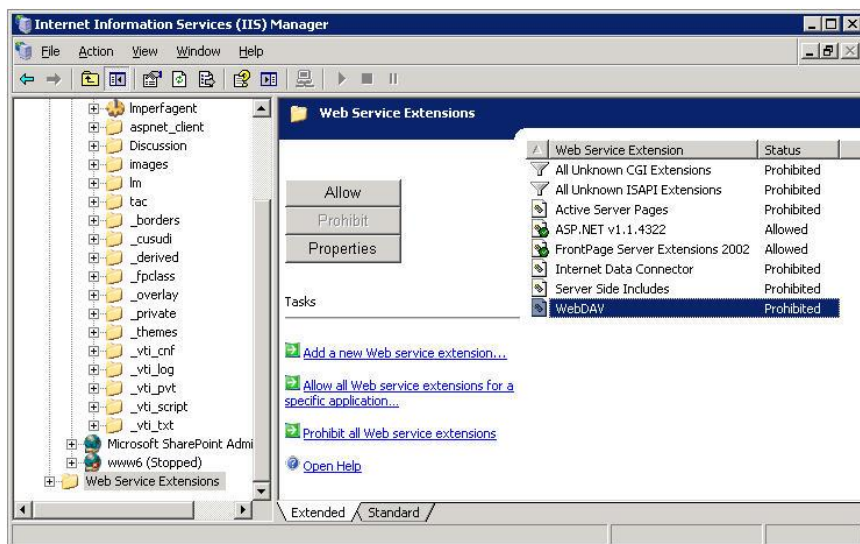 Internet Information Services (IIS) Manager
File Action View Window Help
lmperfagent
aspnet_client
Discussion
images
lm
tac
_borders
_cusudi
_derived
_fpclass
_overlay
_private
_themes
_vti_cnf
_vti_log
_vti_pvt
_vti_script
_vti_txt
Microsoft SharePoint Admi
www6 (Stopped)
Web Service Extensions
Web Service Extensions
Allow
Prohibit
Properties
Tasks
Add a new Web service extension...
Allow all Web service extensions for a
specific application...
Prohibit all Web service extensions
Open Help
Web Service Extension Status
All Unknown CGI Extensions Prohibited
All Unknown ISAPI Extensions Prohibited
Active Server Pages Prohibited
ASP.NET v1.1.4322 Allowed
FrontPage Server Extensions 2002 Allowed
Internet Data Connector Prohibited
Server Side Includes Prohibited
WebDAV Prohibited
Extended Standard